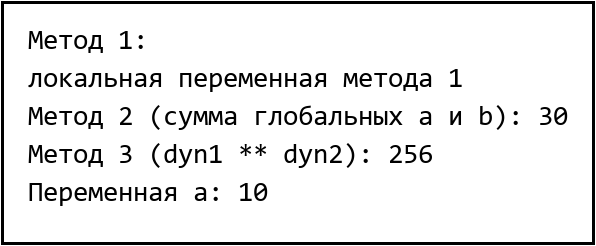 Метод 1:
локальная переменная метода 1
Метод 2 (сумма глобальных a и b): 30
Метод 3 (dyn1 ** dyn2): 256
Переменная a: 10